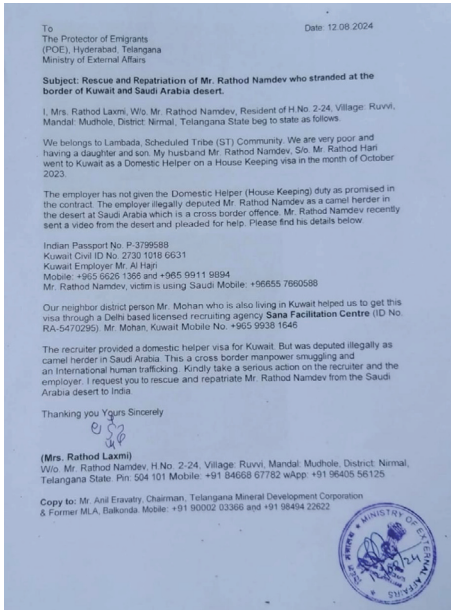 To
Date: 12.08.2024
The Protector of Emigrants
(POE), Hyderabad, Telangana
Ministry of External Affairs
Subject: Rescue and Repatriation of Mr. Rathod Namdev who stranded at the
border of Kuwait and Saudi Arabia desert.
I, Mrs. Rathod Laxmi, W/o. Mr. Rathod Namdev, Resident of H.No. 2-24, Village: Ruvvi,
Mandal: Mudhole, District: Nirmal, Telangana State beg to state as follows.
We belongs to Lambada, Scheduled Tribe (ST) Community. We are very poor and
having a daughter and son. My husband Mr. Rathod Namdev, S/o. Mr. Rathod Hari
went to Kuwait as a Domestic Helper on a House Keeping visa in the month of October
2023.
The employer has not given the Domestic Helper (House Keeping) duty as promised in
the contract. The employer illegally deputed Mr. Rathod Namdev as a camel herder in
the desert at Saudi Arabia which is a cross border offence. Mr. Rathod Namdev recently
sent a video from the desert and pleaded for help. Please find his details below.
Indian Passport No. P-3799588
Kuwait Civil ID No. 2730 1018 6631
Kuwait Employer Mr. Al Hajri
Mobile: +965 6626 1366 and +965 9911 9894
Mr. Rathod Namdev, victim is using Saudi Mobile: +96655 7660588
Our neighbor district person Mr. Mohan who is also living in Kuwait helped us to get this
visa through a Delhi based licensed recruiting agency Sana Facilitation Centre (ID No.
RA-5470295). Mr. Mohan, Kuwait Mobile No. +965 9938 1646
The recruiter provided a domestic helper visa for Kuwait. But was deputed illegally as
camel herder in Saudi Arabia. This a cross border manpower smuggling and
an International human trafficking. Kindly take a serious action on the recruiter and the
employer. I request you to rescue and repatriate Mr. Rathod Namdev from the Saudi
Arabia desert to India.
Thanking you Yours Sincerely
(Mrs. Rathod Laxmi)
W/o. Mr. Rathod Namdev, H.No. 2-24, Village: Ruvvi, Mandal: Mudhole, District: Nirmal,
Telangana State. Pin: 504 101 Mobile: +91 84668 67782 wApp: +91 96405 56125
Copy to: Mr. Anil Eravatry, Chairman, Telangana Mineral Development Corporation
& Former MLA, Balkonda. Mobile: +91 90002 03366 and +91 98494 22622
MINISTRY OF EXTERNAL AFFAIRS